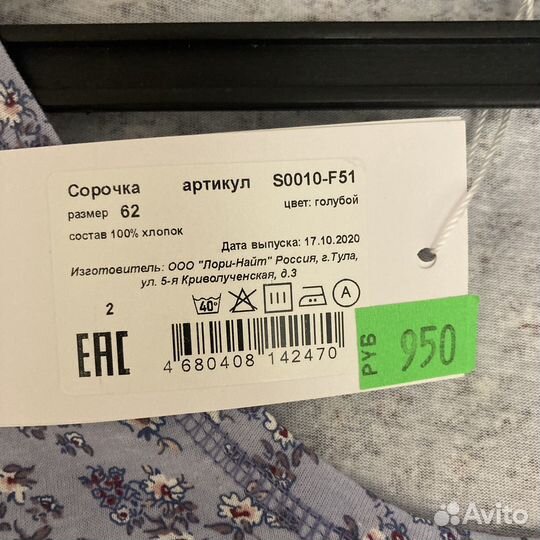 Сорочка артикул S0010-F51
размер 62 цвет: голубой
состав 100% хлопок
Дата выпуска: 17.10.2020
Изготовитель: ООО "Лори-Найт" Россия, г.Тула,
ул. 5-я Криволученская, д.3
2
40°
A
EAC
4 680408 142470
РУБ 950
Avito